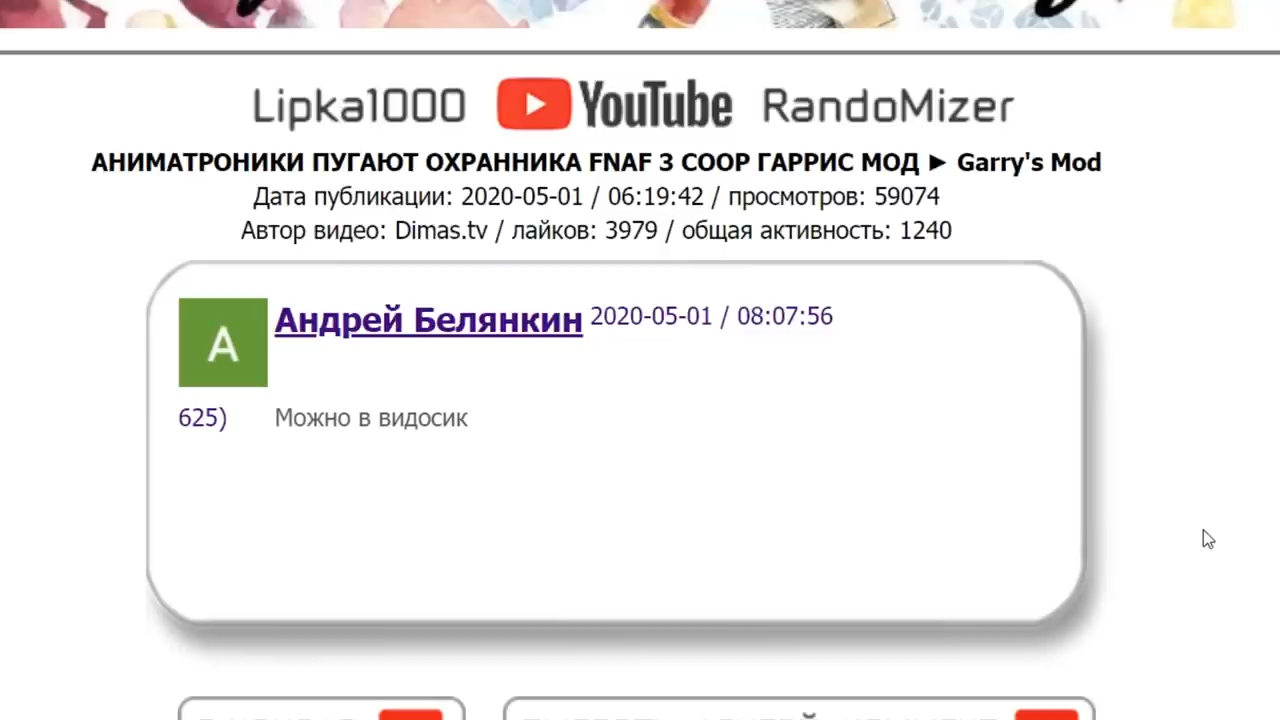 Lipka1000 YouTube RandoMizer
АНИМАТРОНИКИ ПУГАЮТ ОХРАННИКА FNAF 3 COOP ГАРРИС МОД ► Garry's Mod
Дата публикации: 2020-05-01 / 06:19:42 / просмотров: 59074
Автор видео: Dimas.tv / лайков: 3979 / общая активность: 1240
А
Андрей Белянкин 2020-05-01 / 08:07:56
625) Можно в видосик